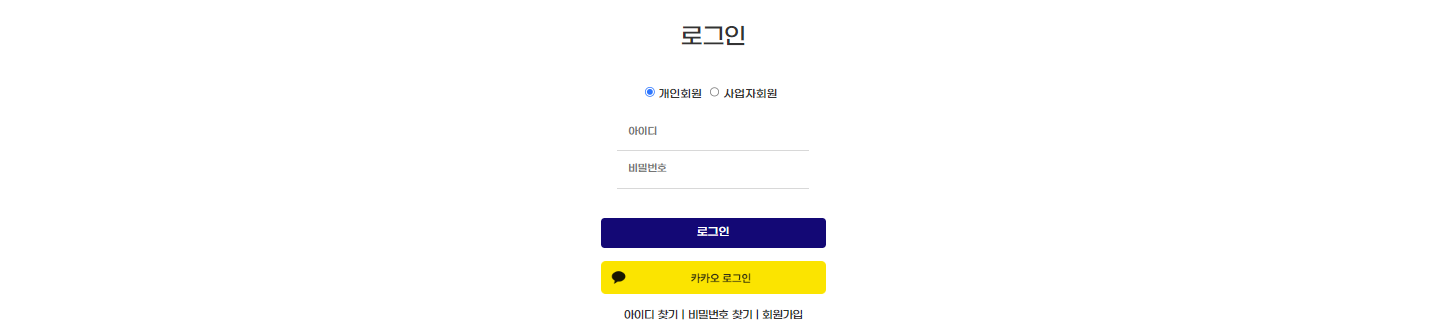 로그인
개인회원 사업자회원
아이디
비밀번호
로그인
카카오 로그인
아이디 찾기 | 비밀번호 찾기 | 회원가입